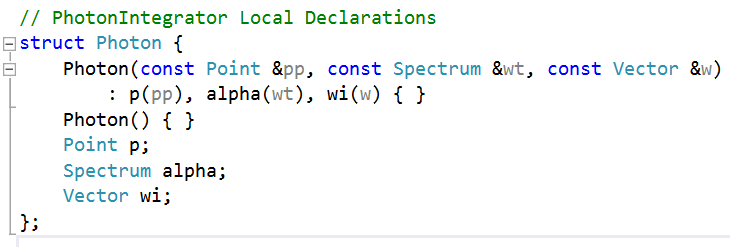 // PhotonIntegrator Local Declarations
struct Photon {
    Photon(const Point &pp, const Spectrum &wt, const Vector &w)
        : p(pp), alpha(wt), wi(w) { }
    Photon() { }
    Point p;
    Spectrum alpha;
    Vector wi;
};